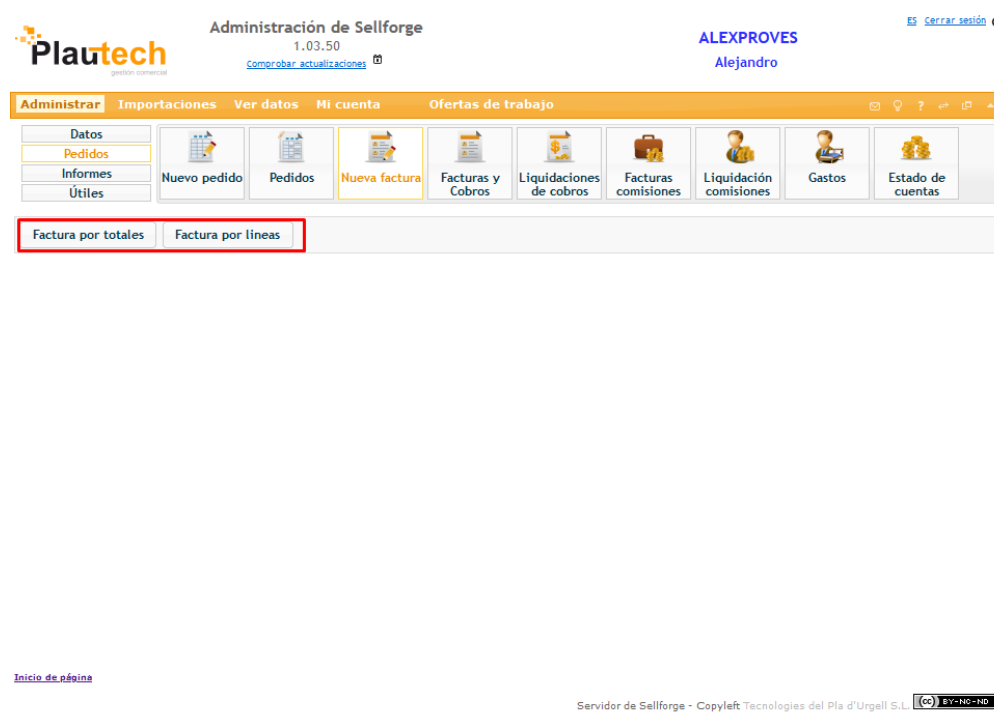 Plautech
gestión comercial
Administración de Sellforge
1.03.50
Comprobar actualizaciones
ALEXPROVES
Alejandro
ES Cerrar sesión
Administrar Importaciones Ver datos Mi cuenta Ofertas de trabajo ?
Datos
Pedidos
Informes
Útiles
Nuevo pedido
Pedidos
Nueva factura
Facturas y
Cobros
Liquidaciones
de cobros
Facturas
comisiones
Liquidación
comisiones
Gastos
Estado de
cuentas
Factura por totales Factura por lineas
Inicio de página
Servidor de Sellforge - Copyleft Tecnologies del Pla d'Urgell S.L. (cc) BY-NC-ND